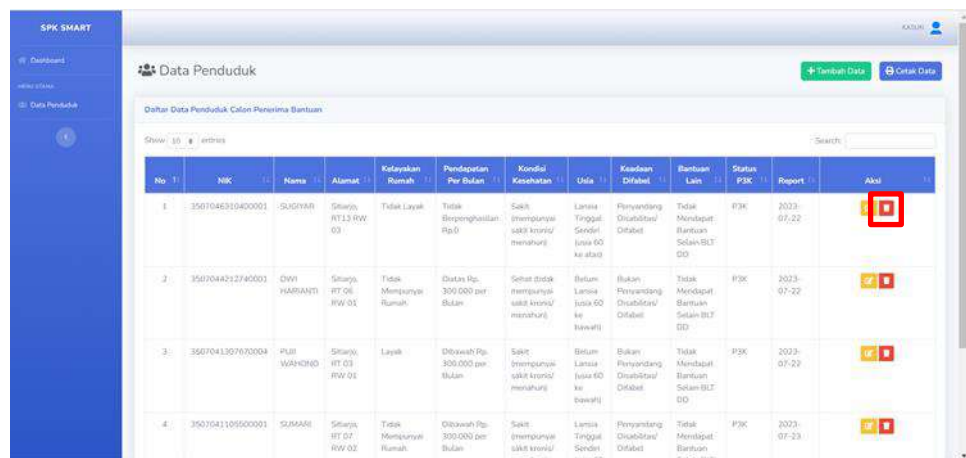 SPK SMART
KASUN
Dashboard
Data Penduduk
+ Tambah Data
Cetak Data
MENU UTAMA
Data Penduduk
Daftar Data Penduduk Calon Penerima Bantuan
Show 10 entries
Search:
No NIK Nama Alamat Kelayakan Rumah Pendapatan Per Bulan Kondisi Kesehatan Usia Keadaan Difabel Bantuan Lain Status P3K Report Aksi
1 3507046310400001 SUGIYAR Sitiarjo, RT13 RW 03 Tidak Layak Tidak Berpenghasilan Rp.0 Sakit (mempunyai sakit kronis/ menahun) Lansia Tinggal Sendiri (usia 60 ke atas) Penyandang Disabilitas/ Difabel Tidak Mendapat Bantuan Selain BLT DD P3K 2023-07-22
2 3507044212740001 DWI HARIANTI Sitiarjo, RT 06 RW 01 Tidak Mempunyai Rumah Diatas Rp. 300.000 per Bulan Sehat (tidak mempunyai sakit kronis/ menahun) Belum Lansia (usia 60 ke bawah) Bukan Penyandang Disabilitas/ Difabel Tidak Mendapat Bantuan Selain BLT DD P3K 2023-07-22
3 3507041307670004 PUJI WAHONO Sitiarjo, RT 03 RW 01 Layak Dibawah Rp. 300.000 per Bulan Sakit (mempunyai sakit kronis/ menahun) Belum Lansia (usia 60 ke bawah) Bukan Penyandang Disabilitas/ Difabel Tidak Mendapat Bantuan Selain BLT DD P3K 2023-07-22
4 3507041105500001 SUMARI Sitiarjo, RT 07 RW 02 Tidak Mempunyai Rumah Dibawah Rp. 300.000 per Bulan Sakit (mempunyai sakit kronis/ Lansia Tinggal Sendiri Penyandang Disabilitas/ Difabel Tidak Mendapat Bantuan P3K 2023-07-23